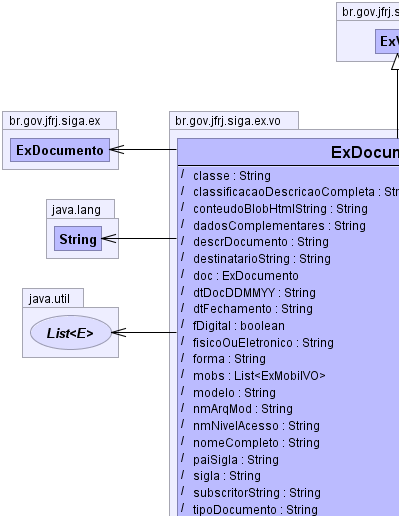 br.gov.jfrj.s
ExV
br.gov.jfrj.siga.ex
ExDocumento
br.gov.jfrj.siga.ex.vo
ExDocum
/ classe : String
/ classificacaoDescricaoCompleta : Str
/ conteudoBlobHtmlString : String
/ dadosComplementares : String
/ descrDocumento : String
/ destinatarioString : String
/ doc : ExDocumento
/ dtDocDDMMYY : String
/ dtFechamento : String
/ fDigital : boolean
/ fisicoOuEletronico : String
/ forma : String
/ mobs : List<ExMobilVO>
/ modelo : String
/ nmArqMod : String
/ nmNivelAcesso : String
/ nomeCompleto : String
/ paiSigla : String
/ sigla : String
/ subscritorString : String
/ tipoDocumento : String
java.lang
String
java.util
List<E>